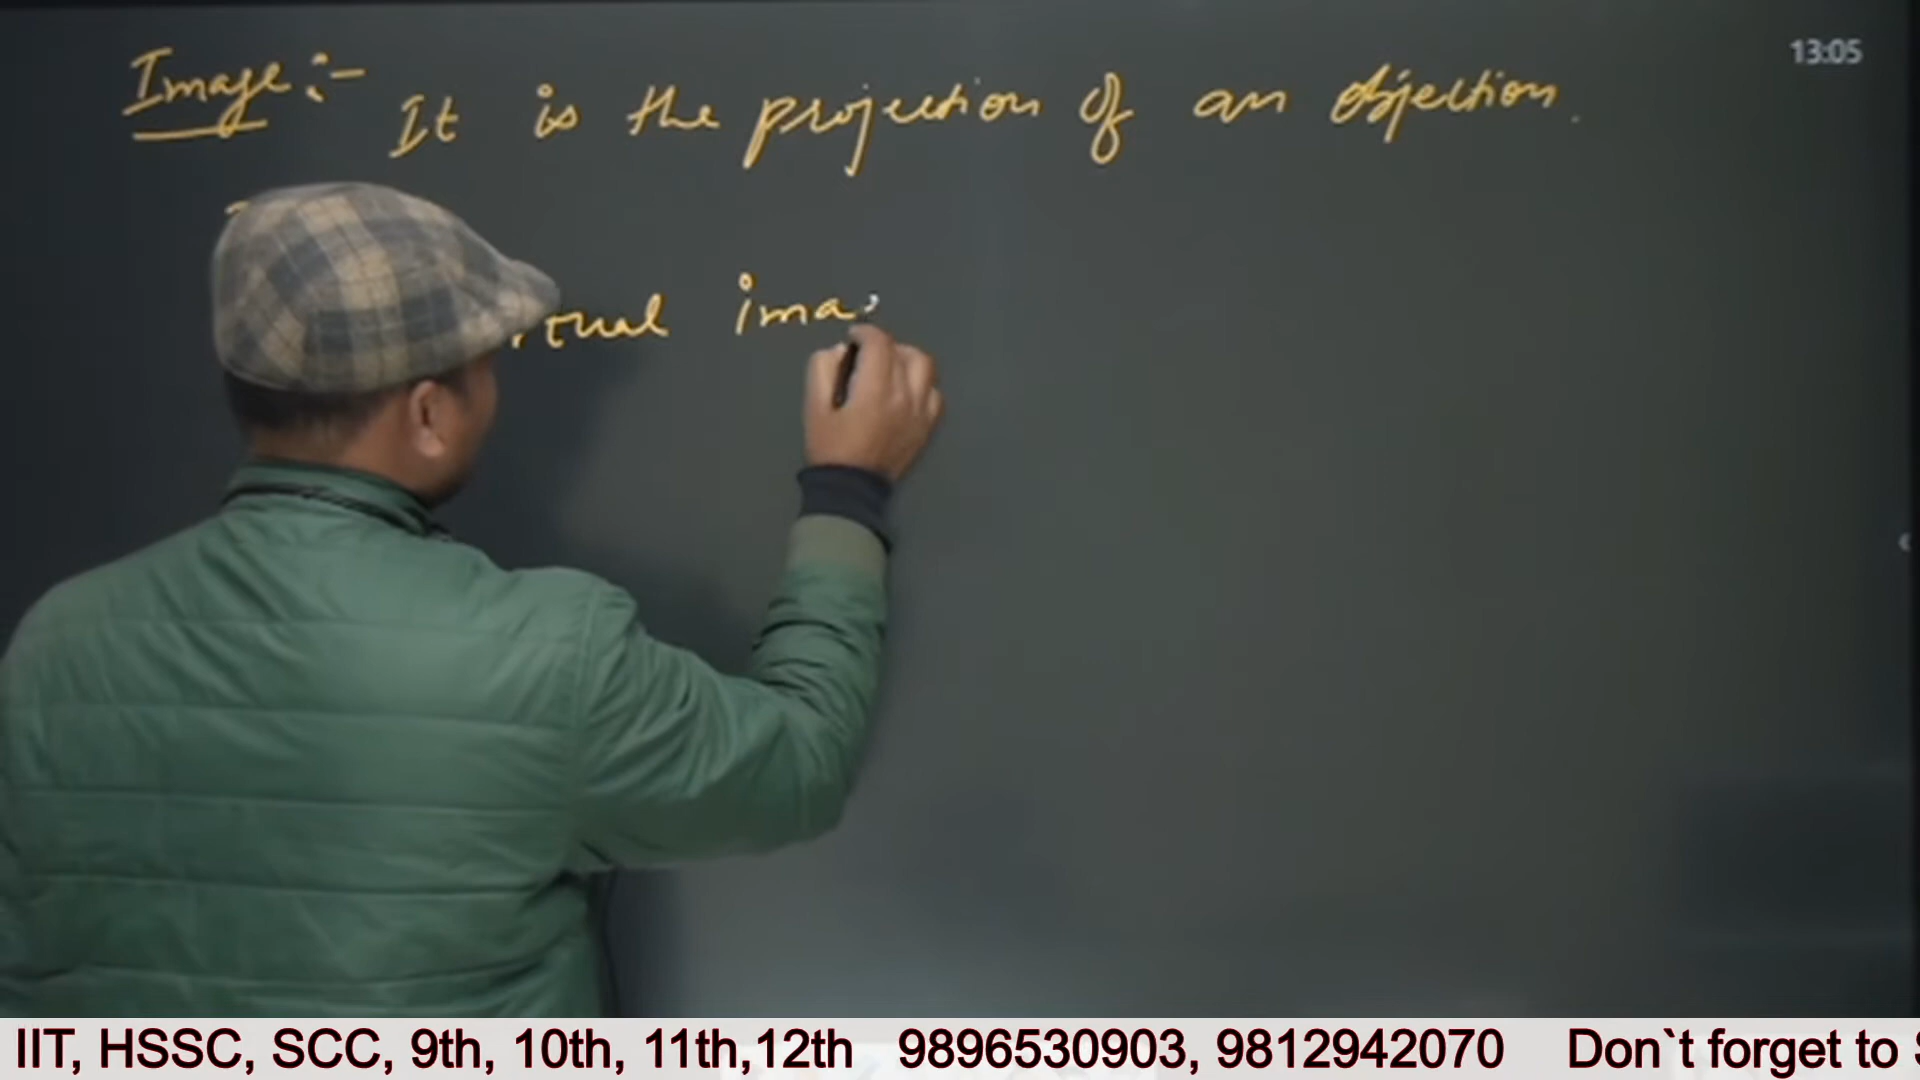 Image :- It is the projection of an objection.
13:05
ima
IIT, HSSC, SCC, 9th, 10th, 11th,12th 9896530903, 9812942070 Don`t forget to